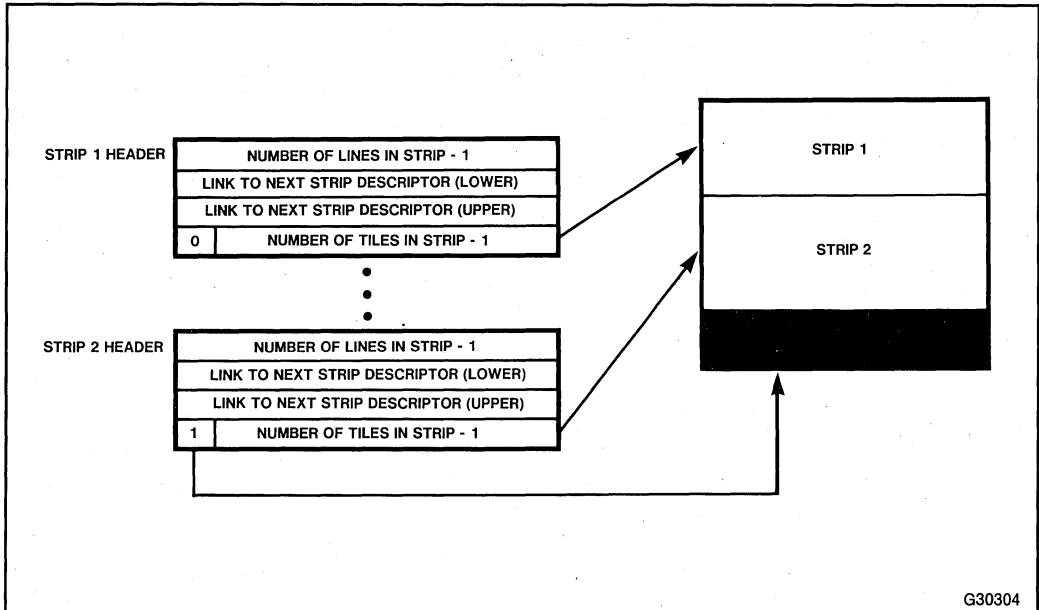 STRIP 1 HEADER
NUMBER OF LINES IN STRIP - 1
LINK TO NEXT STRIP DESCRIPTOR (LOWER)
LINK TO NEXT STRIP DESCRIPTOR (UPPER)
0 NUMBER OF TILES IN STRIP - 1
STRIP 2 HEADER
NUMBER OF LINES IN STRIP - 1
LINK TO NEXT STRIP DESCRIPTOR (LOWER)
LINK TO NEXT STRIP DESCRIPTOR (UPPER)
1 NUMBER OF TILES IN STRIP - 1
STRIP 1
STRIP 2
G30304